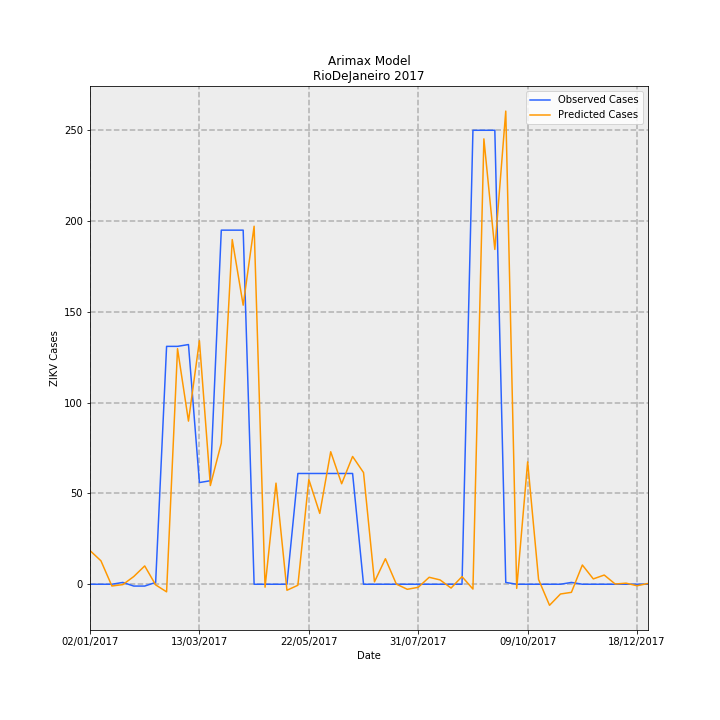 Arimax Model
RioDeJaneiro 2017
Observed Cases
Predicted Cases
250
200
150
100
50
0
ZIKV Cases
02/01/2017 13/03/2017 22/05/2017 31/07/2017 09/10/2017 18/12/2017
Date